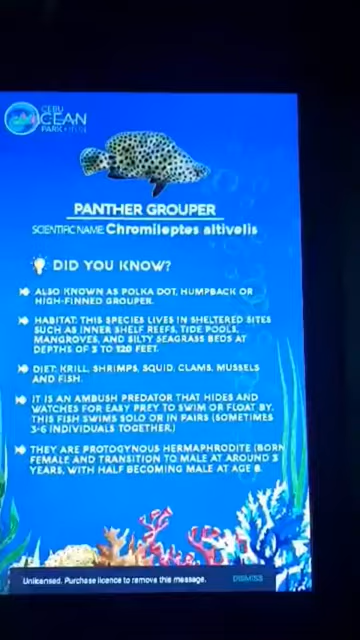 CEBU
OCEAN
PARK
PANTHER GROUPER
SCIENTIFIC NAME: Chromileptes altivelis
DID YOU KNOW?
ALSO KNOWN AS POLKA DOT, HUMPBACK OR
HIGH-FINNED GROUPER.
HABITAT: THIS SPECIES LIVES IN SHELTERED SITES
SUCH AS INNER SHELF REEFS, TIDE POOLS,
MANGROVES, AND SILTY SEAGRASS BEDS AT
DEPTHS OF 3 TO 120 FEET.
DIET: KRILL, SHRIMPS, SQUID, CLAMS, MUSSELS
AND FISH.
IT IS AN AMBUSH PREDATOR THAT HIDES AND
WATCHES FOR EASY PREY TO SWIM OR FLOAT BY.
THIS FISH SWIMS SOLO OR IN PAIRS (SOMETIMES
3-6 INDIVIDUALS TOGETHER.)
THEY ARE PROTOGYNOUS HERMAPHRODITE (BORN
FEMALE AND TRANSITION TO MALE AT AROUND 3
YEARS, WITH HALF BECOMING MALE AT AGE 8.
Unlicensed. Purchase licence to remove this message. DISMISS